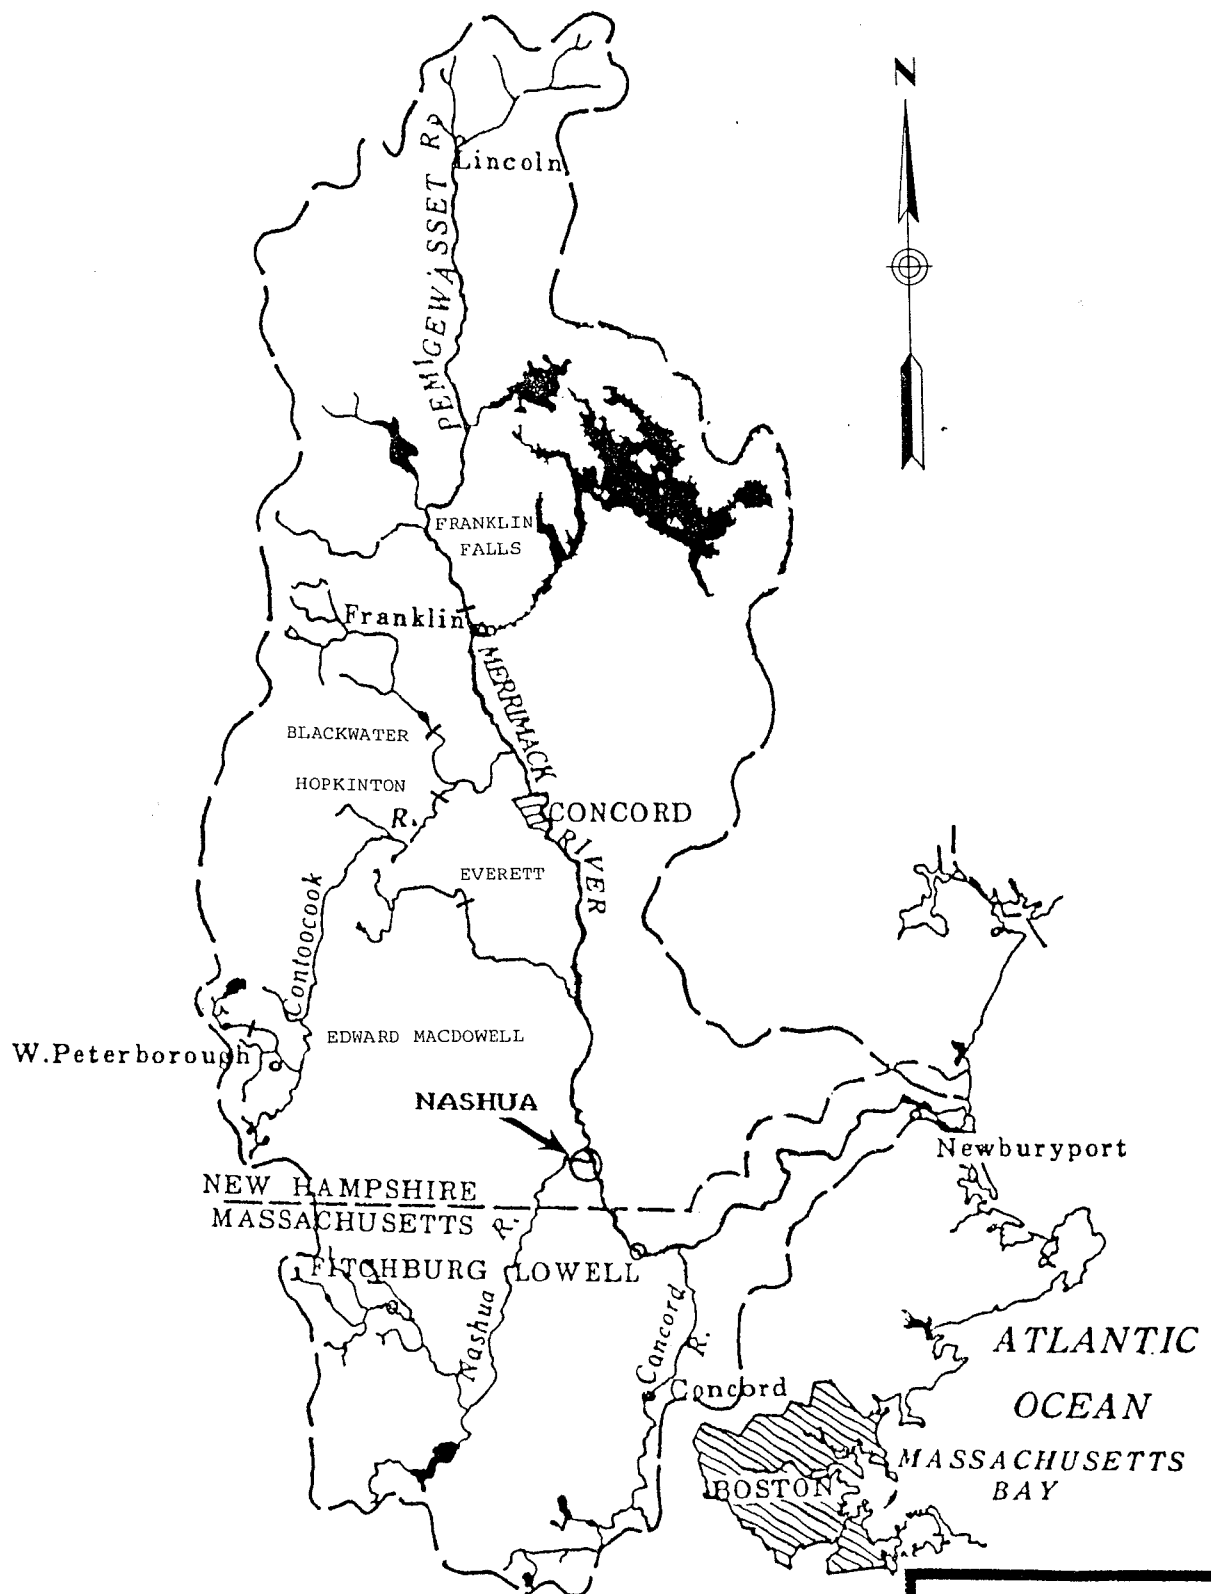 N
PEMIGEWASSET R.
Lincoln
FRANKLIN
FALLS
Franklin
MERRIMACK RIVER
BLACKWATER
HOPKINTON
CONCORD
Contoocook R.
EVERETT
EDWARD MACDOWELL
W.Peterborough
NASHUA
Newburyport
NEW HAMPSHIRE
MASSACHUSETTS
FITCHBURG LOWELL
Nashua R.
Concord R.
Concord
ATLANTIC
OCEAN
MASSACHUSETTS
BAY
BOSTON